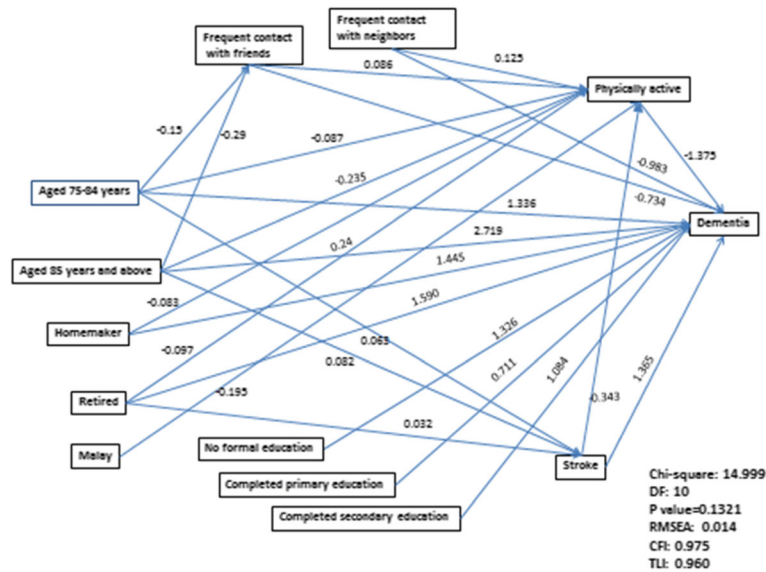 Frequent contact
with neighbors
Frequent contact
with friends
0.125
0.086
Physically active
-0.15
-0.29
-0.087
-1.375
-0.983
-0.235
-0.734
Aged 75-84 years
1.336
Dementia
2.719
0.24
Aged 85 years and above
1.445
-0.083
1.590
Homemaker
1.326
0.063
-0.097
0.082
0.711
1.084
1.365
-0.195
-0.343
Retired
0.032
No formal education
Malay
Stroke
Completed primary education
Completed secondary education
Chi-square: 14.999
DF: 10
P value=0.1321
RMSEA: 0.014
CFI: 0.975
TLI: 0.960